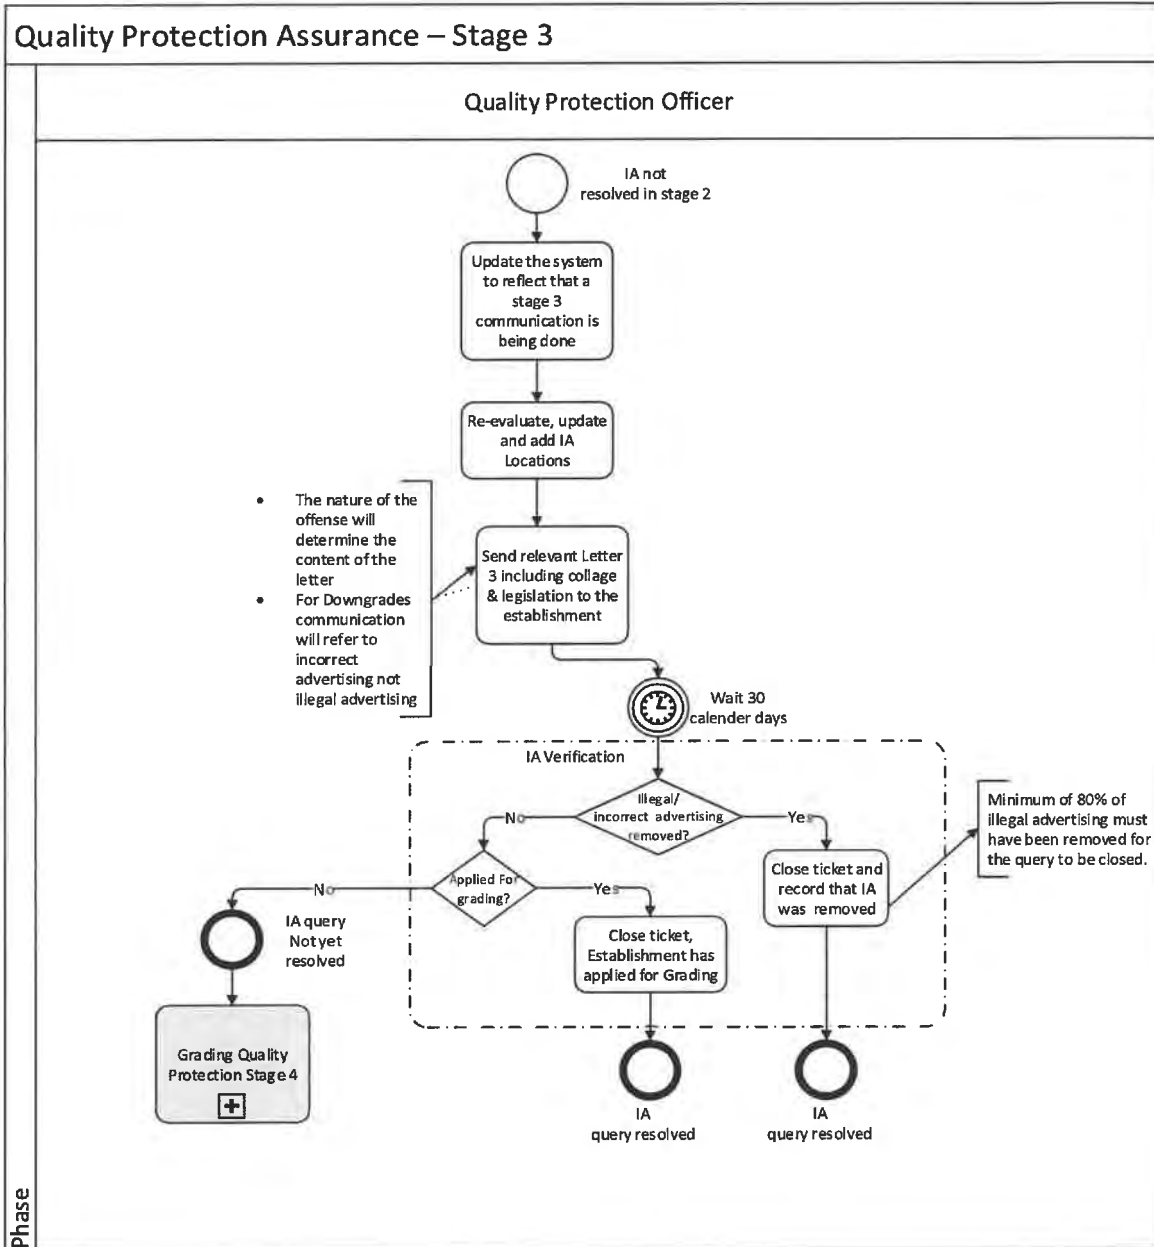 Quality Protection Assurance – Stage 3
Quality Protection Officer
IA not
resolved in stage 2
Update the system
to reflect that a
stage 3
communication is
being done
Re-evaluate, update
and add IA
Locations
• The nature of the
offense will
determine the
content of the
letter
• For Downgrades
communication
will refer to
incorrect
advertising not
illegal advertising
Send relevant Letter
3 including collage
& legislation to the
establishment
Wait 30
calender days
IA Verification
Illegal/
incorrect advertising
removed?
No
Yes
Minimum of 80% of
illegal advertising must
have been removed for
the query to be closed.
Close ticket and
record that IA
was removed
Applied For
grading?
No
Yes
IA query
Not yet
resolved
Close ticket,
Establishment has
applied for Grading
Grading Quality
Protection Stage 4
IA
query resolved
IA
query resolved
Phase